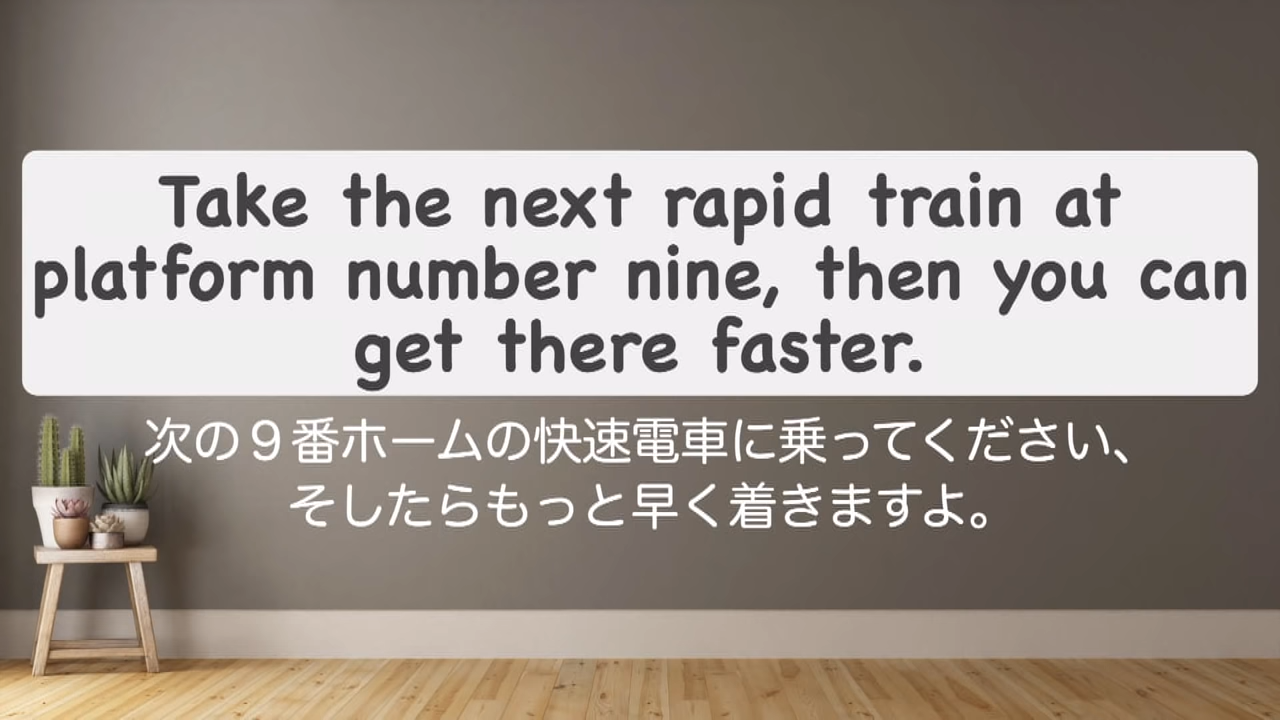 Take the next rapid train at
platform number nine, then you can
get there faster.
次の９番ホームの快速電車に乗ってください、
そしたらもっと早く着きますよ。